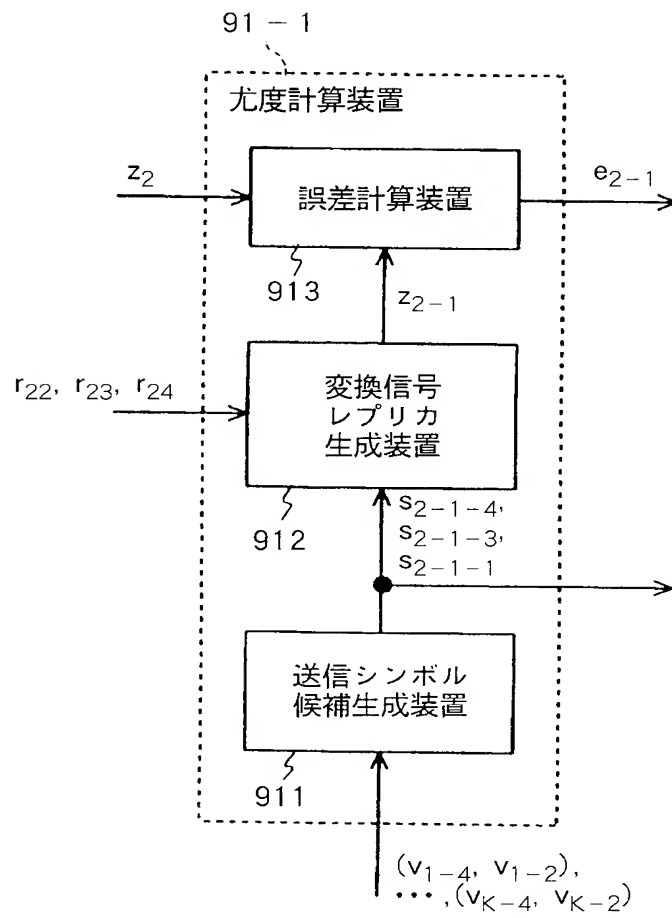 91-1
尤度計算装置
z2
誤差計算装置
e2-1
913
z2-1
r22, r23, r24
変換信号
レプリカ
生成装置
912
s2-1-4,
s2-1-3,
s2-1-1
送信シンボル
候補生成装置
911
(v1-4, v1-2),
･･･,(vK-4, vK-2)